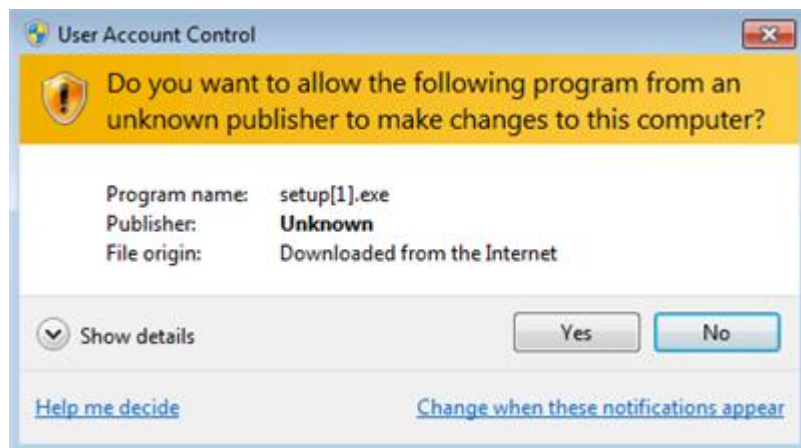 User Account Control
Do you want to allow the following program from an
unknown publisher to make changes to this computer?
Program name: setup[1].exe
Publisher: Unknown
File origin: Downloaded from the Internet
Show details Yes No
Help me decide Change when these notifications appear